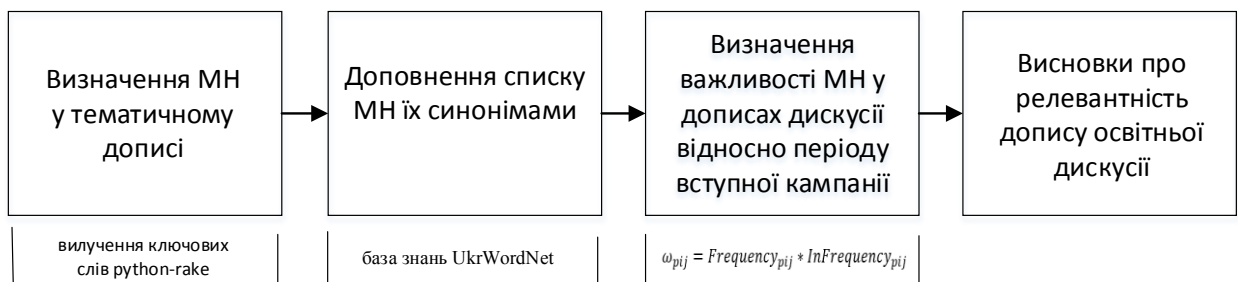 Визначення МН
у тематичному
дописі
Доповнення списку
МН їх синонімами
Визначення
важливості МН у
дописах дискусії
відносно періоду
вступної кампанії
Висновки про
релевантність
допису освітньої
дискусії
вилучення ключових
слів python-rake
база знань UkrWordNet
ω_pij = Frequency_pij * InFrequency_pij